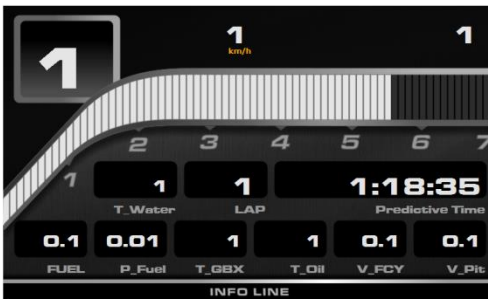 1 1 1
km/h
1 2 3 4 5 6 7
1 1 1:18:35
T_Water LAP Predictive Time
0.1 0.01 1 1 0.1 0.1
FUEL P_Fuel T_GBX T_Oil V_FCY V_Pit
INFO LINE